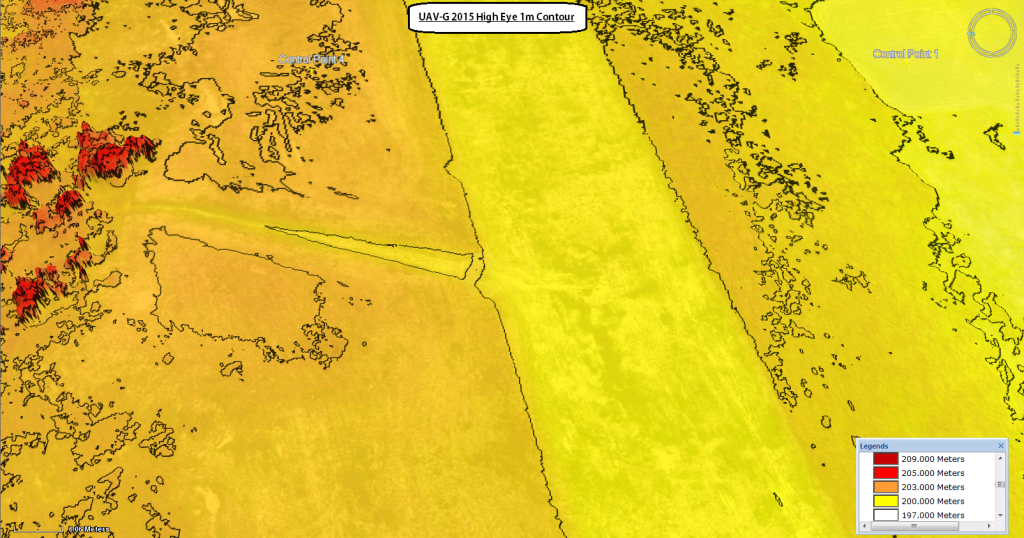 UAV-G 2015 High Eye 1m Contour
Control Point 4
Control Point 1
Legends
209.000 Meters
205.000 Meters
203.000 Meters
200.000 Meters
197.000 Meters